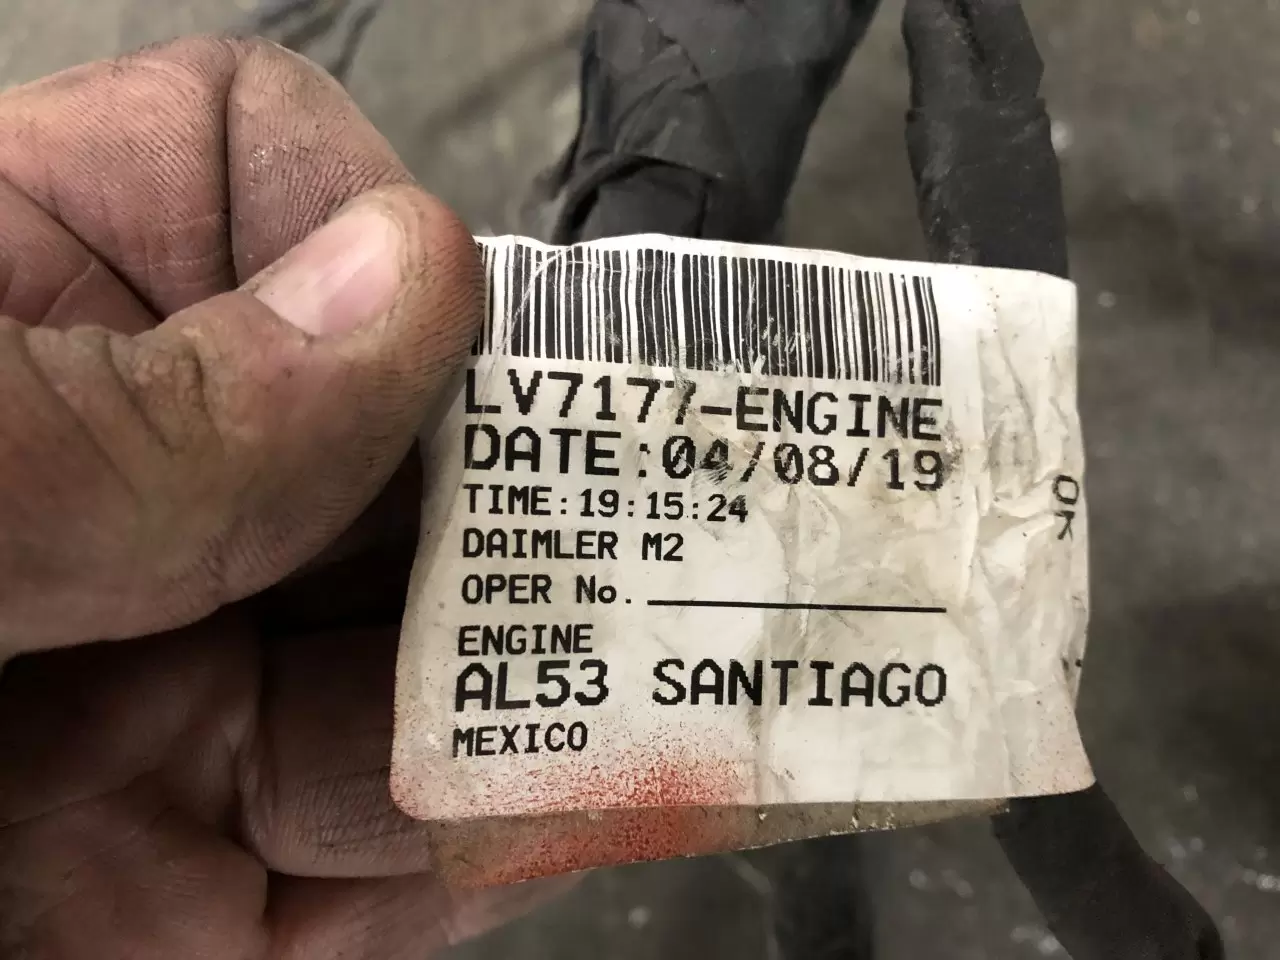 LV7177-ENGINE
DATE:04/08/19
TIME:19:15:24
DAIMLER M2
OPER No.
ENGINE
AL53 SANTIAGO
MEXICO
OK